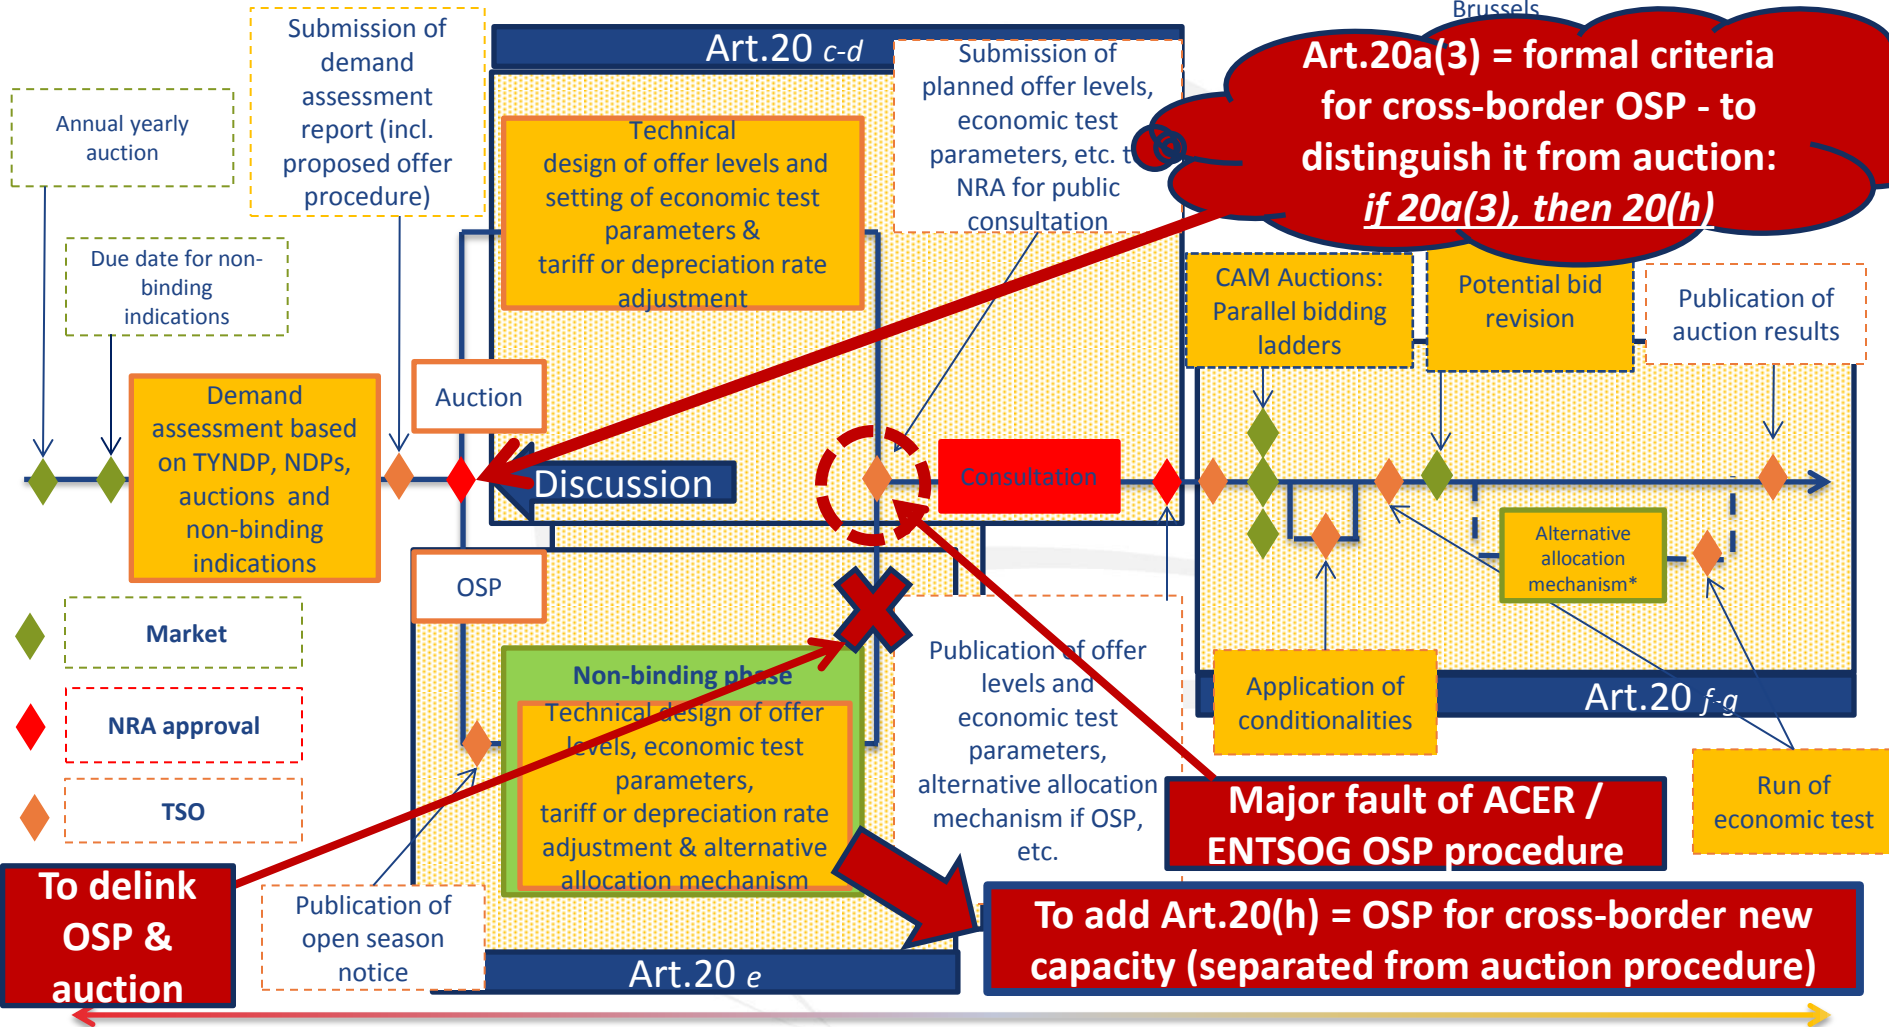 Brussels
Annual yearly
auction
Submission of
demand
assessment
report (incl.
proposed offer
procedure)
Due date for non-
binding
indications
Art.20 c-d
Technical
design of offer levels and
setting of economic test
parameters &
tariff or depreciation rate
adjustment
Submission of
planned offer levels,
economic test
parameters, etc. t
NRA for public
consultation
Art.20a(3) = formal criteria
for cross-border OSP - to
distinguish it from auction:
if 20a(3), then 20(h)
CAM Auctions:
Parallel bidding
ladders
Potential bid
revision
Publication of
auction results
Auction
Demand
assessment based
on TYNDP, NDPs,
auctions and
non-binding
indications
Discussion
Consultation
OSP
Alternative
allocation
mechanism*
Market
NRA approval
TSO
Non-binding phase
Technical design of offer
levels, economic test
parameters,
tariff or depreciation rate
adjustment & alternative
allocation mechanism
Publication of offer
levels and
economic test
parameters,
alternative allocation
mechanism if OSP,
etc.
Application of
conditionalities
Art.20 f-g
Run of
economic test
Major fault of ACER /
ENTSOG OSP procedure
To delink
OSP &
auction
Publication of
open season
notice
Art.20 e
To add Art.20(h) = OSP for cross-border new
capacity (separated from auction procedure)